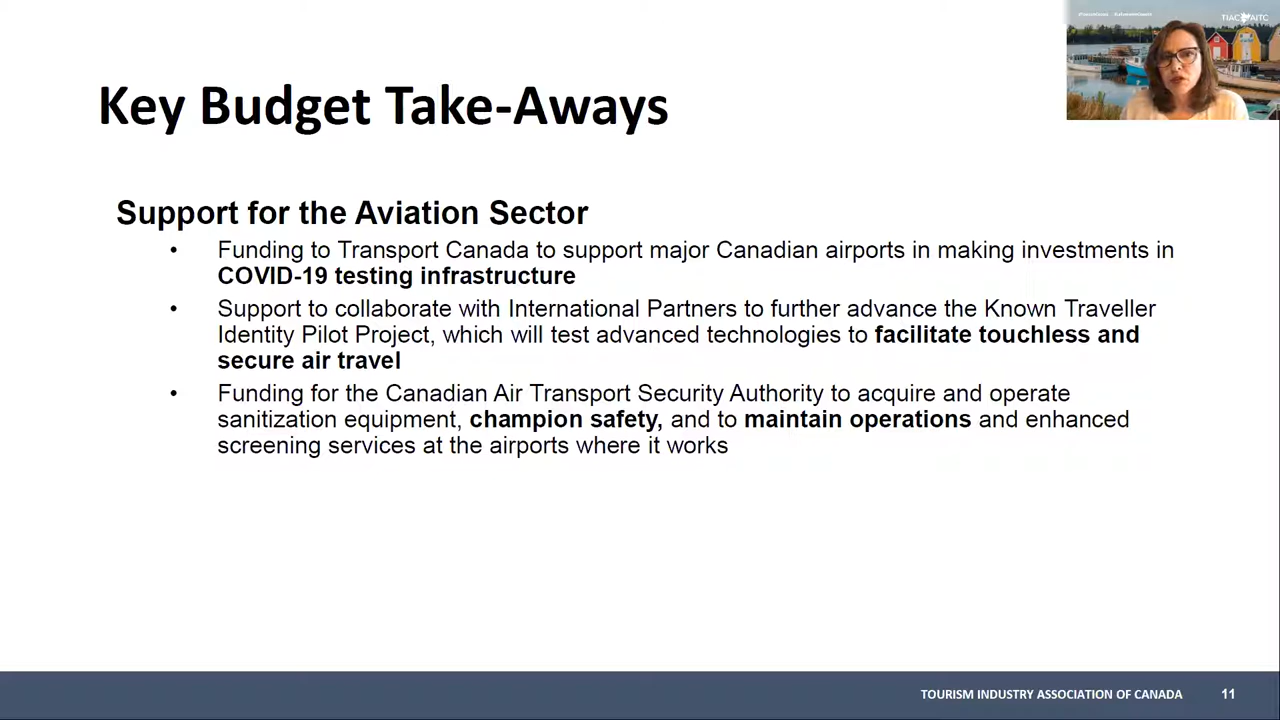 TIAC AITC
Key Budget Take-Aways
Support for the Aviation Sector
• Funding to Transport Canada to support major Canadian airports in making investments in
COVID-19 testing infrastructure
• Support to collaborate with International Partners to further advance the Known Traveller
Identity Pilot Project, which will test advanced technologies to facilitate touchless and
secure air travel
• Funding for the Canadian Air Transport Security Authority to acquire and operate
sanitization equipment, champion safety, and to maintain operations and enhanced
screening services at the airports where it works
TOURISM INDUSTRY ASSOCIATION OF CANADA 11